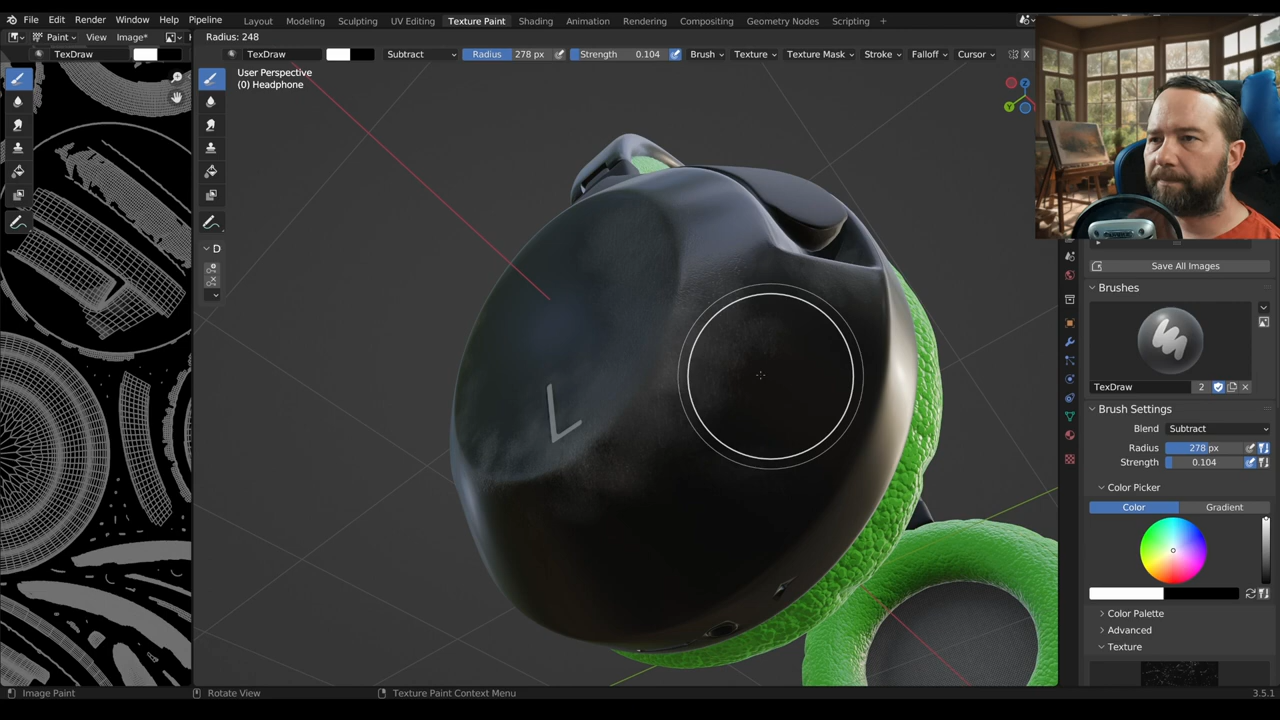 File Edit Render Window Help Pipeline Layout Modeling Sculpting UV Editing Texture Paint Shading Animation Rendering Compositing Geometry Nodes Scripting +
Paint View Image*
Radius: 248
TexDraw
TexDraw Subtract Radius 278 px Strength 0.104 Brush Texture Texture Mask Stroke Falloff Cursor X
User Perspective
(0) Headphone
Z
Y
D
L
Save All Images
Brushes
TexDraw 2
Brush Settings
Blend Subtract
Radius 278 px
Strength 0.104
Color Picker
Color Gradient
Color Palette
Advanced
Texture
Image Paint Rotate View Texture Paint Context Menu 3.5.1